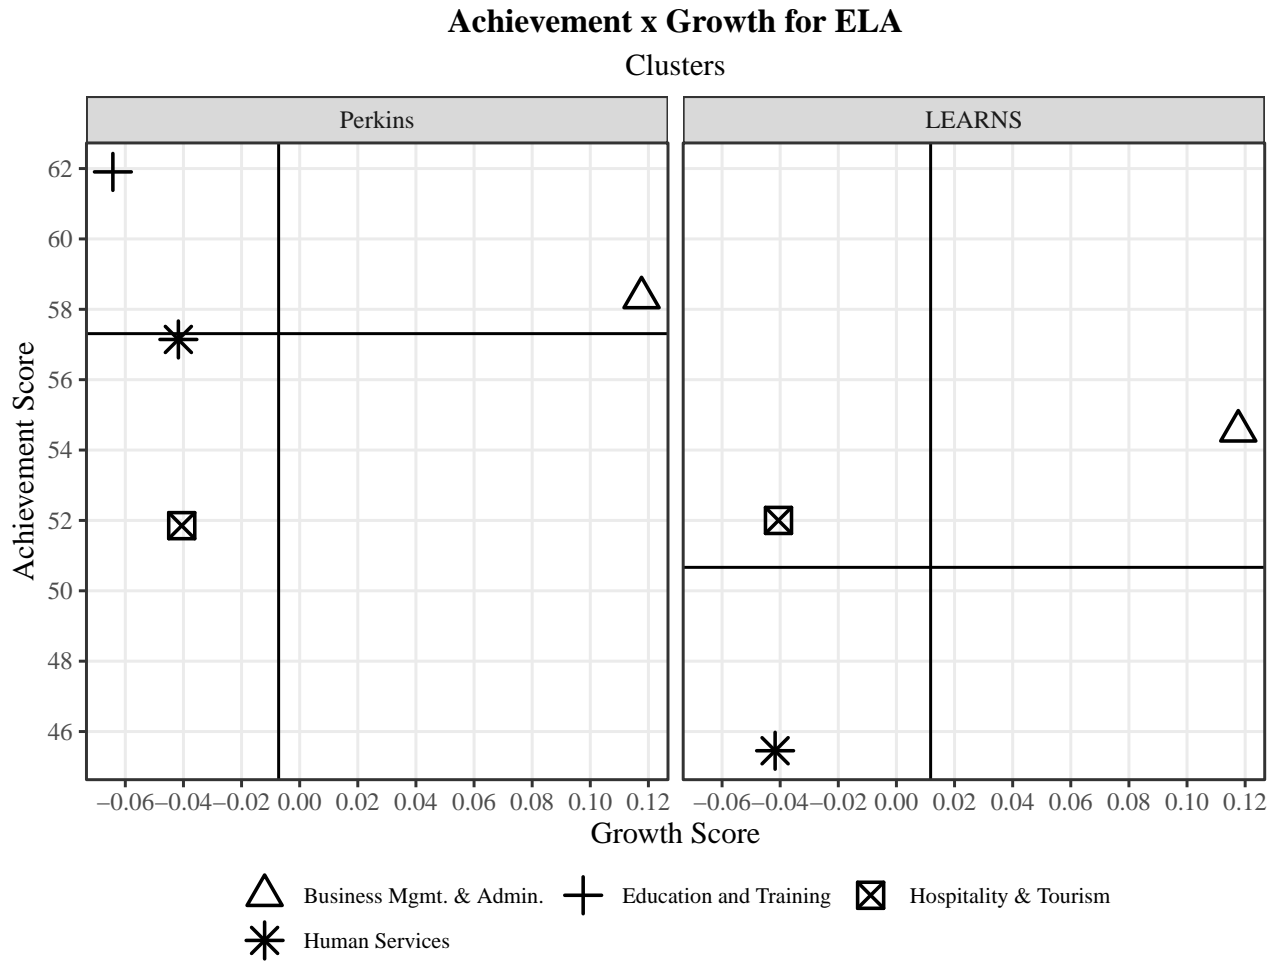 Achievement x Growth for ELA
Clusters
Perkins
LEARNS
Achievement Score
62
60
58
56
54
52
50
48
46
−0.06 −0.04 −0.02 0.00 0.02 0.04 0.06 0.08 0.10 0.12
−0.06 −0.04 −0.02 0.00 0.02 0.04 0.06 0.08 0.10 0.12
Growth Score
Business Mgmt. & Admin.
Education and Training
Hospitality & Tourism
Human Services